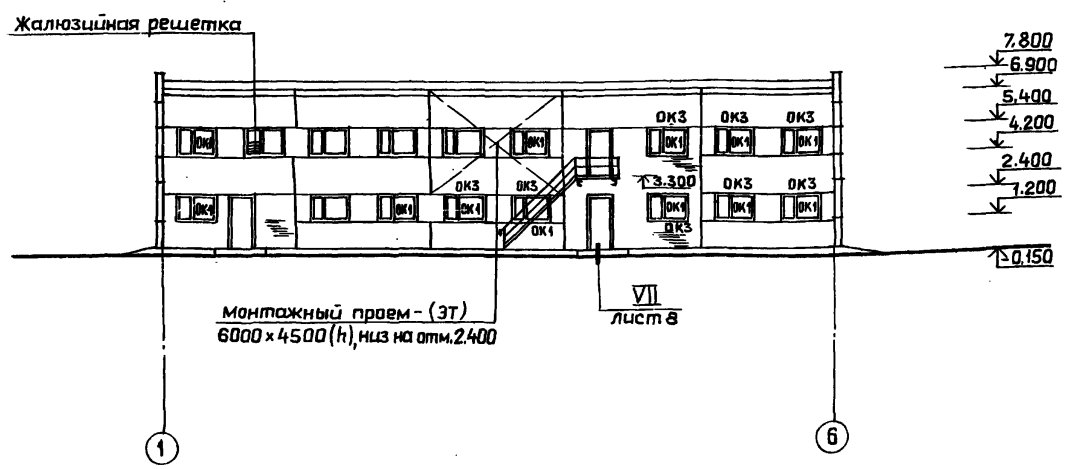 Жалюзийная решетка
7.800
6.900
5.400
4.200
2.400
1.200
-0.150
ОК3 ОК3 ОК3
ОК1 ОК1 ОК1 ОК1 ОК1
3.300
ОК3 ОК3 ОК3 ОК3
ОК1 ОК1 ОК1 ОК1 ОК1 ОК1 ОК1
ОК1 ОК3
Монтажный проем-(ЭТ)
6000×4500(h), низ на отм. 2.400
VII
лист 8
1 6